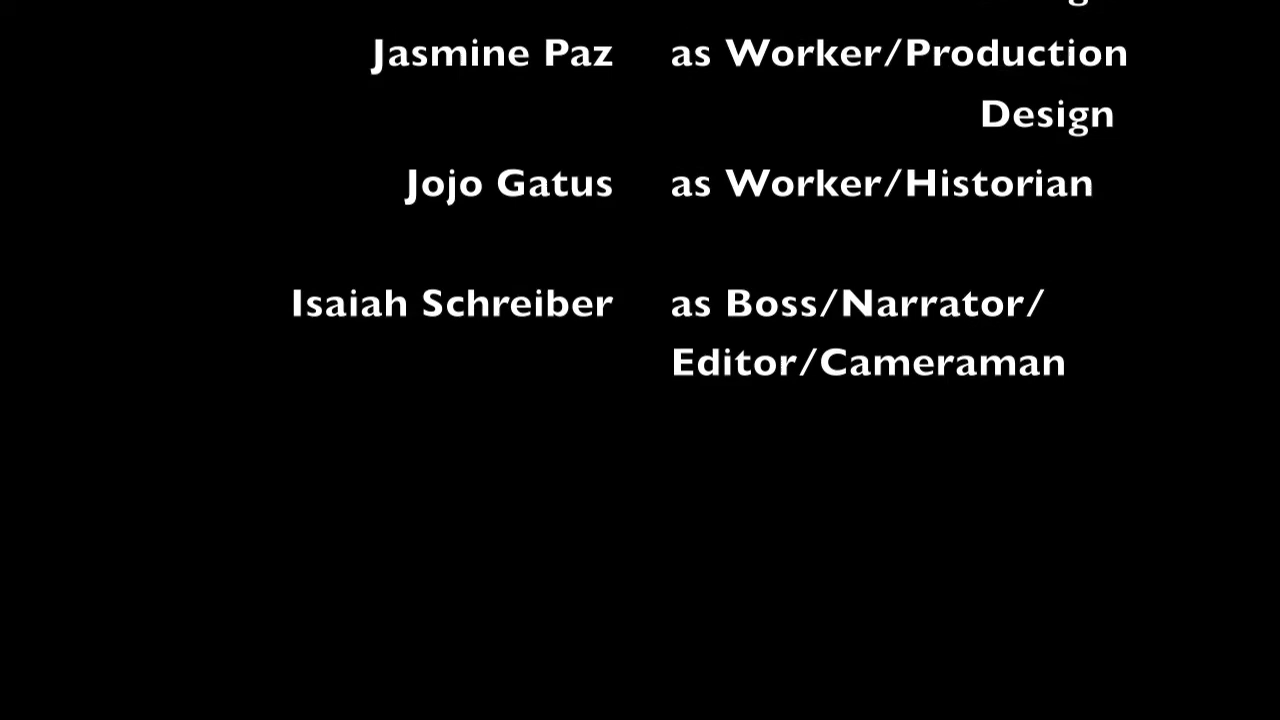 Jasmine Paz as Worker/Production
Design
Jojo Gatus as Worker/Historian
Isaiah Schreiber as Boss/Narrator/
Editor/Cameraman